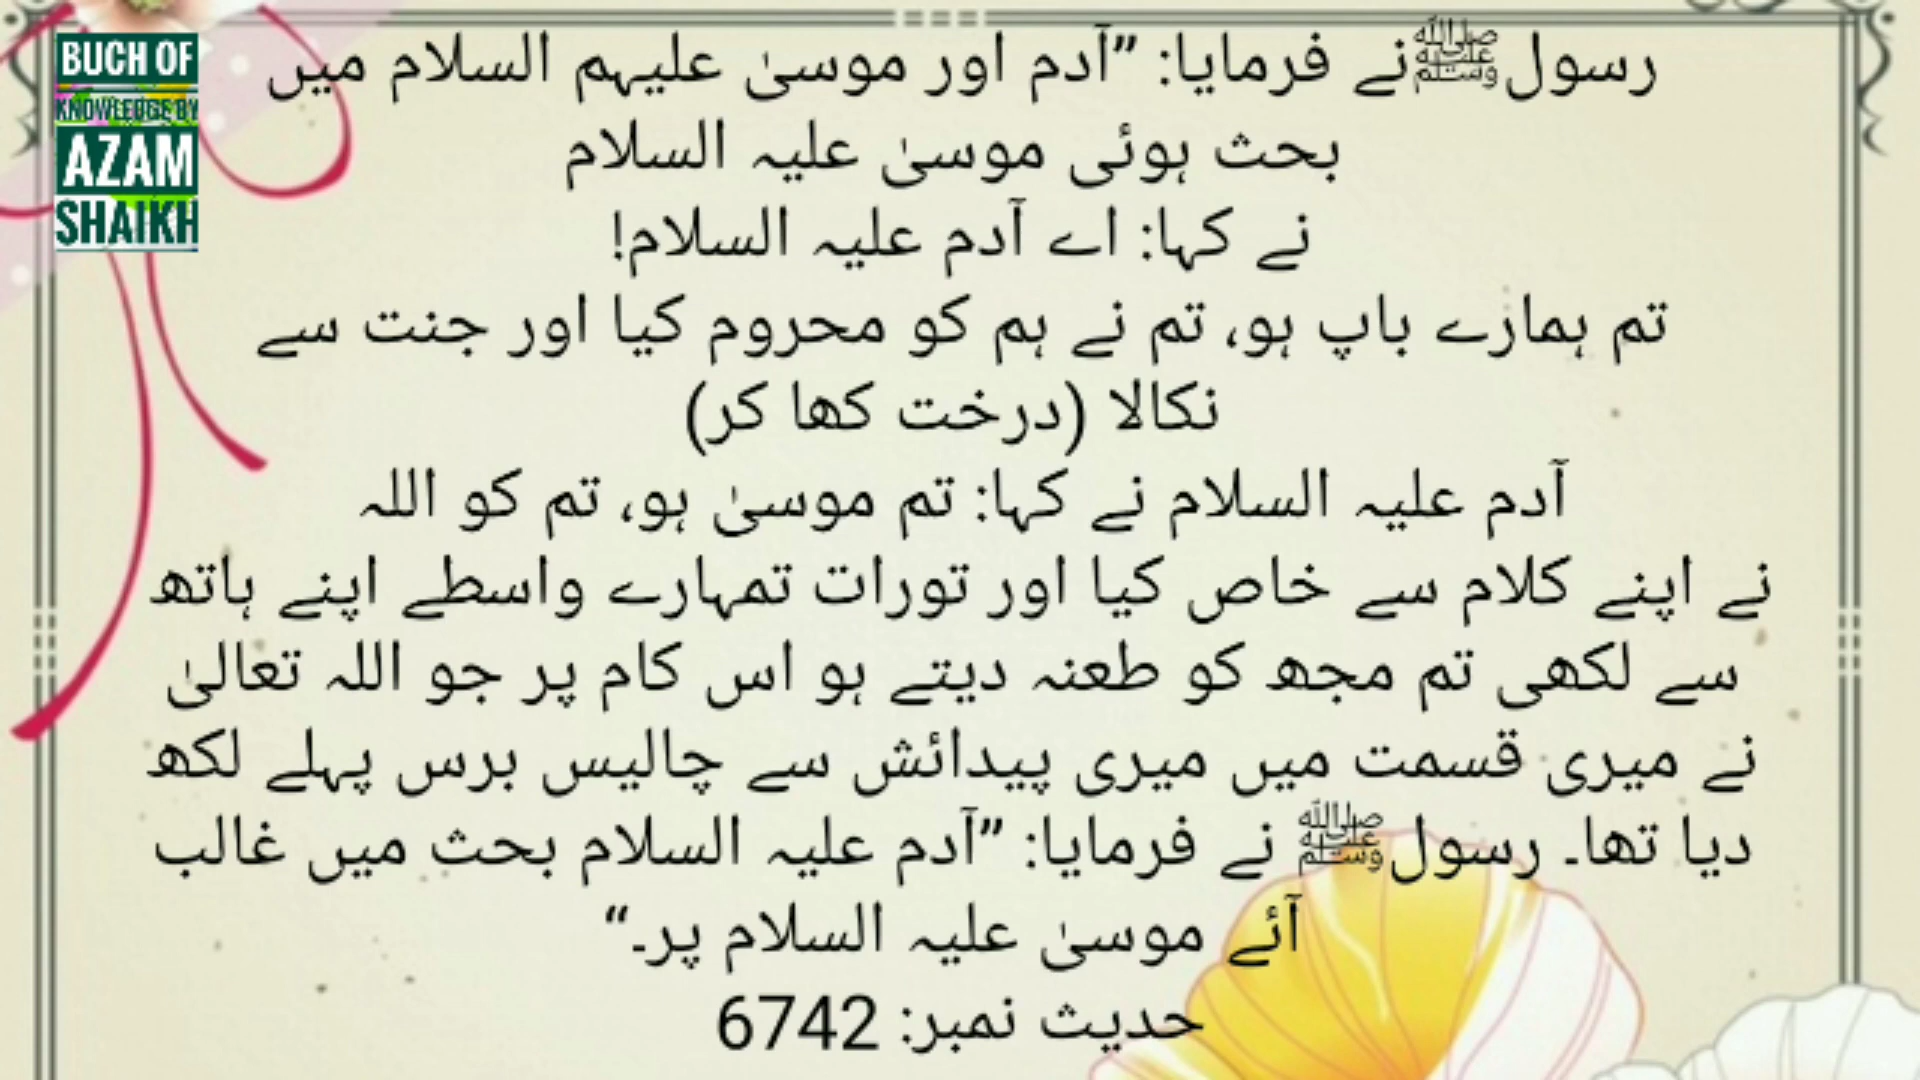 BUCH OF
KNOWLEDGE BY
AZAM
SHAIKH
رسولﷺنے فرمایا: ”آدم اور موسیٰ علیہم السلام میں
بحث ہوئی موسیٰ علیہ السلام
نے کہا: اے آدم علیہ السلام!
تم ہمارے باپ ہو، تم نے ہم کو محروم کیا اور جنت سے
نکالا (درخت کھا کر)
آدم علیہ السلام نے کہا: تم موسیٰ ہو، تم کو اللہ
نے اپنے کلام سے خاص کیا اور تورات تمہارے واسطے اپنے ہاتھ
سے لکھی تم مجھ کو طعنہ دیتے ہو اس کام پر جو اللہ تعالیٰ
نے میری قسمت میں میری پیدائش سے چالیس برس پہلے لکھ
دیا تھا۔ رسولﷺ نے فرمایا: ”آدم علیہ السلام بحث میں غالب
آئے موسیٰ علیہ السلام پر۔“
حدیث نمبر: 6742